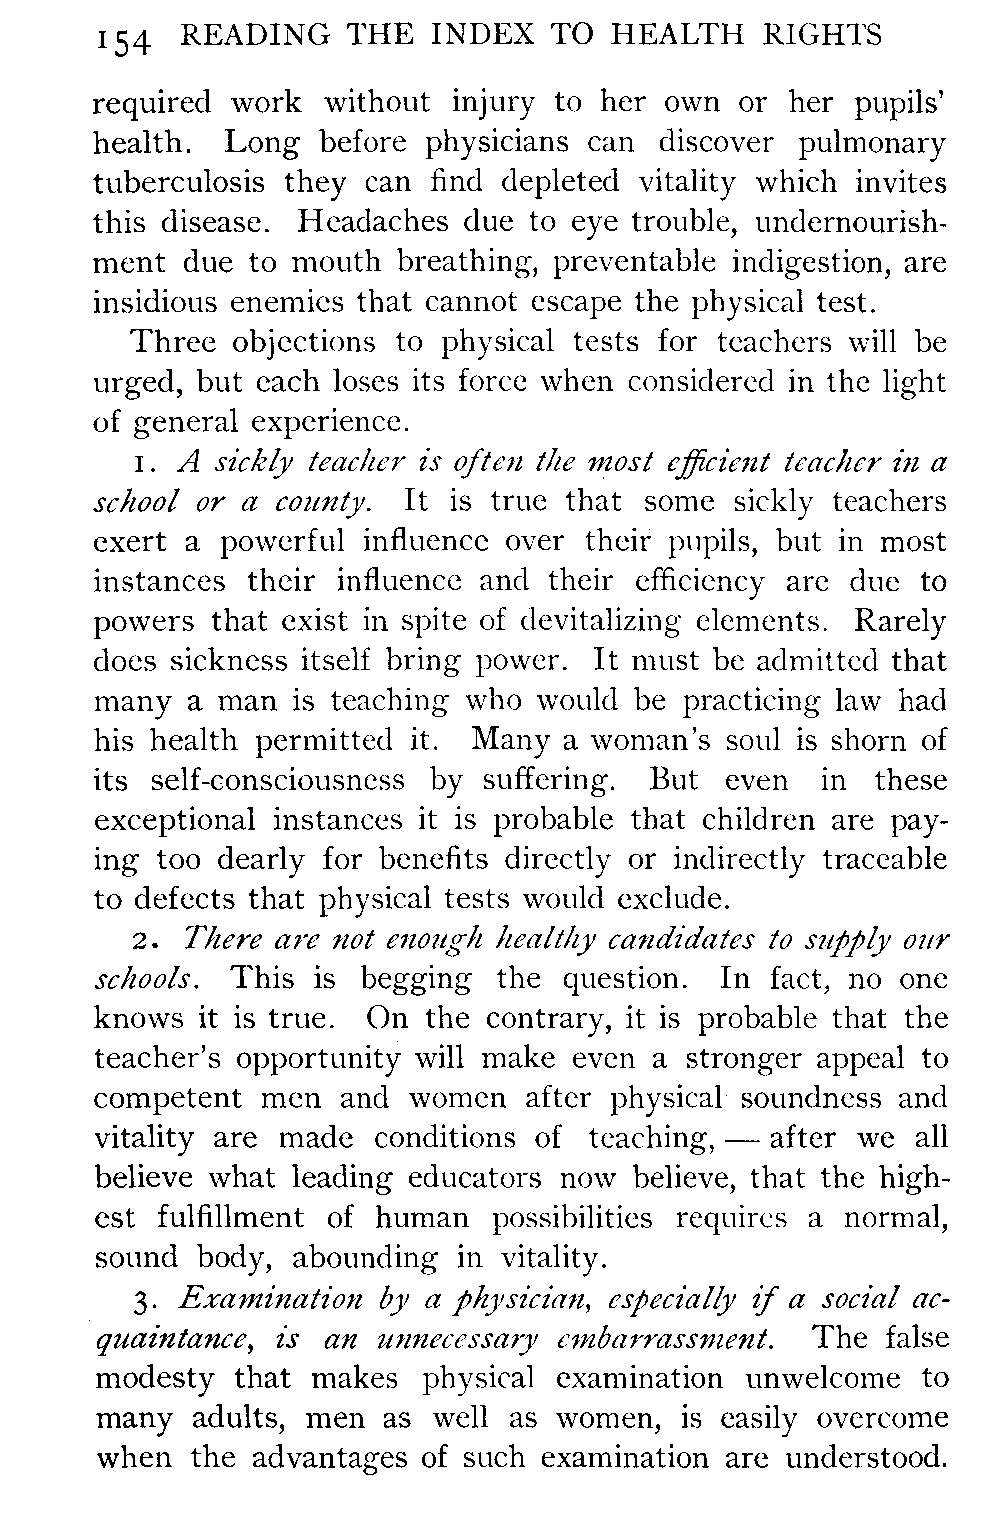 154 READING THE INDEX TO HEALTH RIGHTS
required work without injury to her own or her pupils'
health. Long before physicians can discover pulmonary
tuberculosis they can find depleted vitality which invites
this disease. Headaches due to eye trouble, undernourish-
ment due to mouth breathing, preventable indigestion, are
insidious enemies that cannot escape the physical test.
Three objections to physical tests for teachers will be
urged, but each loses its force when considered in the light
of general experience.
1. A sickly teacher is often the most efficient teacher in a
school or a county. It is true that some sickly teachers
exert a powerful influence over their pupils, but in most
instances their influence and their efficiency are due to
powers that exist in spite of devitalizing elements. Rarely
does sickness itself bring power. It must be admitted that
many a man is teaching who would be practicing law had
his health permitted it. Many a woman's soul is shorn of
its self-consciousness by suffering. But even in these
exceptional instances it is probable that children are pay-
ing too dearly for benefits directly or indirectly traceable
to defects that physical tests would exclude.
2. There are not enough healthy candidates to supply our
schools. This is begging the question. In fact, no one
knows it is true. On the contrary, it is probable that the
teacher's opportunity will make even a stronger appeal to
competent men and women after physical soundness and
vitality are made conditions of teaching, — after we all
believe what leading educators now believe, that the high-
est fulfillment of human possibilities requires a normal,
sound body, abounding in vitality.
3. Examination by a physician, especially if a social ac-
quaintance, is an unnecessary embarrassment. The false
modesty that makes physical examination unwelcome to
many adults, men as well as women, is easily overcome
when the advantages of such examination are understood.